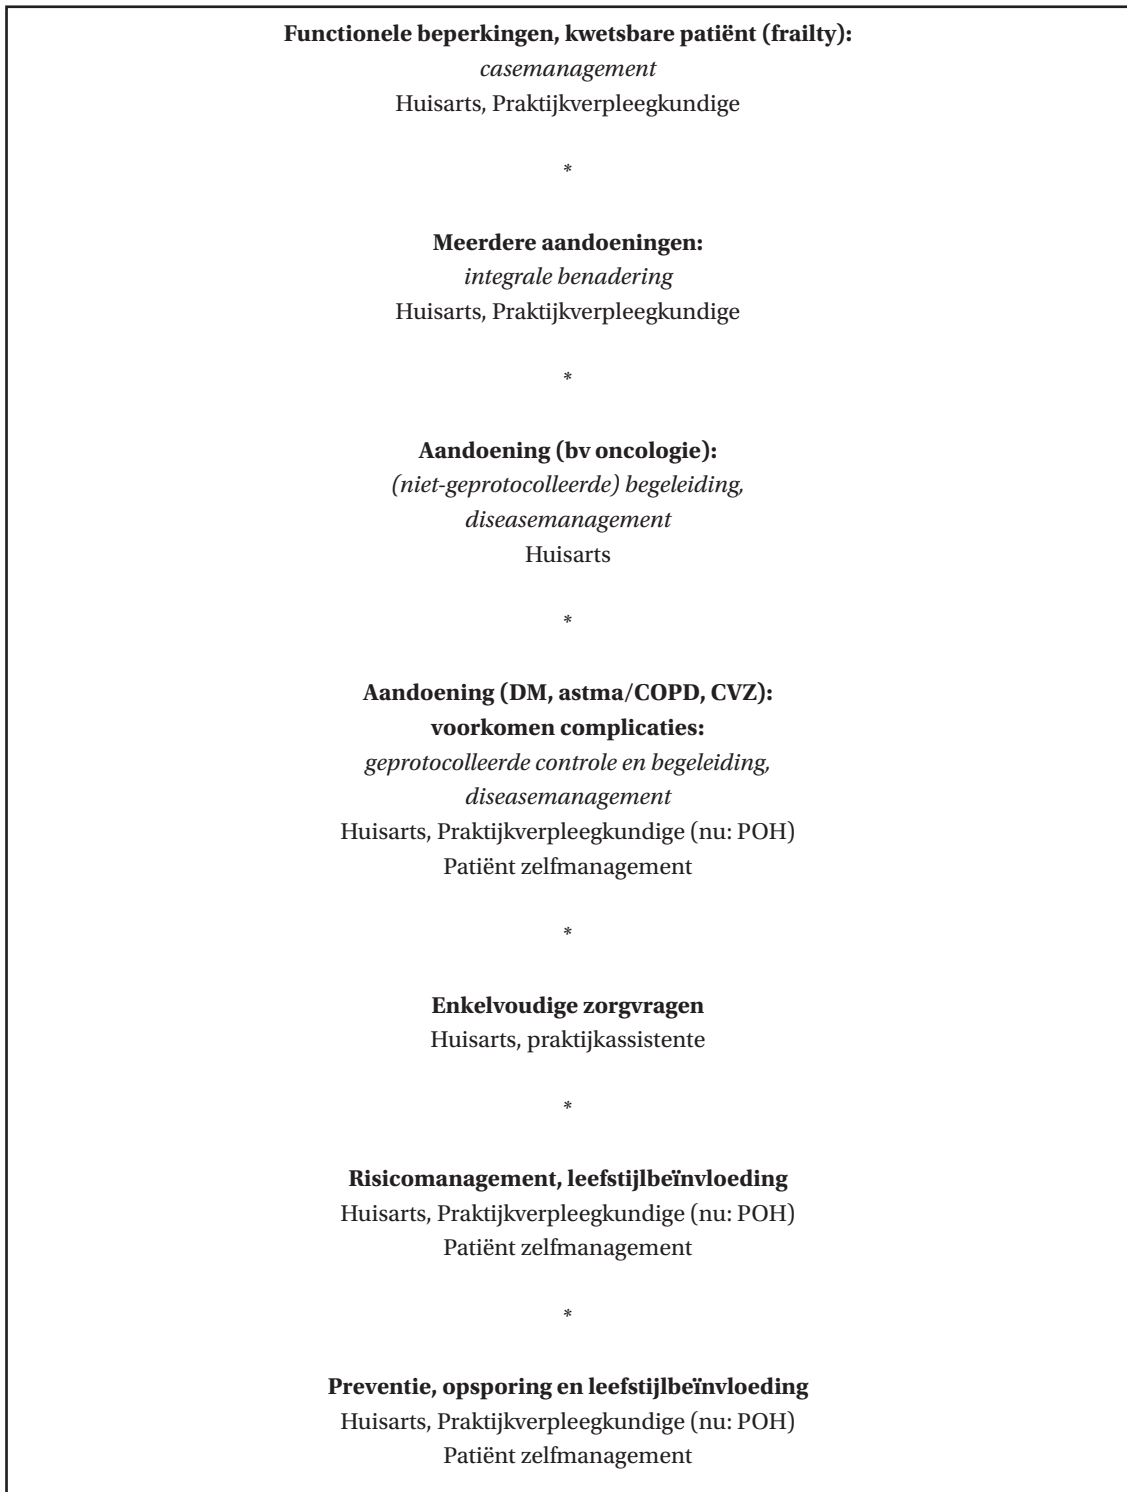 Functionele beperkingen, kwetsbare patiënt (frailty):
casemanagement
Huisarts, Praktijkverpleegkundige
*
Meerdere aandoeningen:
integrale benadering
Huisarts, Praktijkverpleegkundige
*
Aandoening (bv oncologie):
(niet-geprotocolleerde) begeleiding,
diseasemanagement
Huisarts
*
Aandoening (DM, astma/COPD, CVZ):
voorkomen complicaties:
geprotocolleerde controle en begeleiding,
diseasemanagement
Huisarts, Praktijkverpleegkundige (nu: POH)
Patiënt zelfmanagement
*
Enkelvoudige zorgvragen
Huisarts, praktijkassistente
*
Risicomanagement, leefstijlbeïnvloeding
Huisarts, Praktijkverpleegkundige (nu: POH)
Patiënt zelfmanagement
*
Preventie, opsporing en leefstijlbeïnvloeding
Huisarts, Praktijkverpleegkundige (nu: POH)
Patiënt zelfmanagement